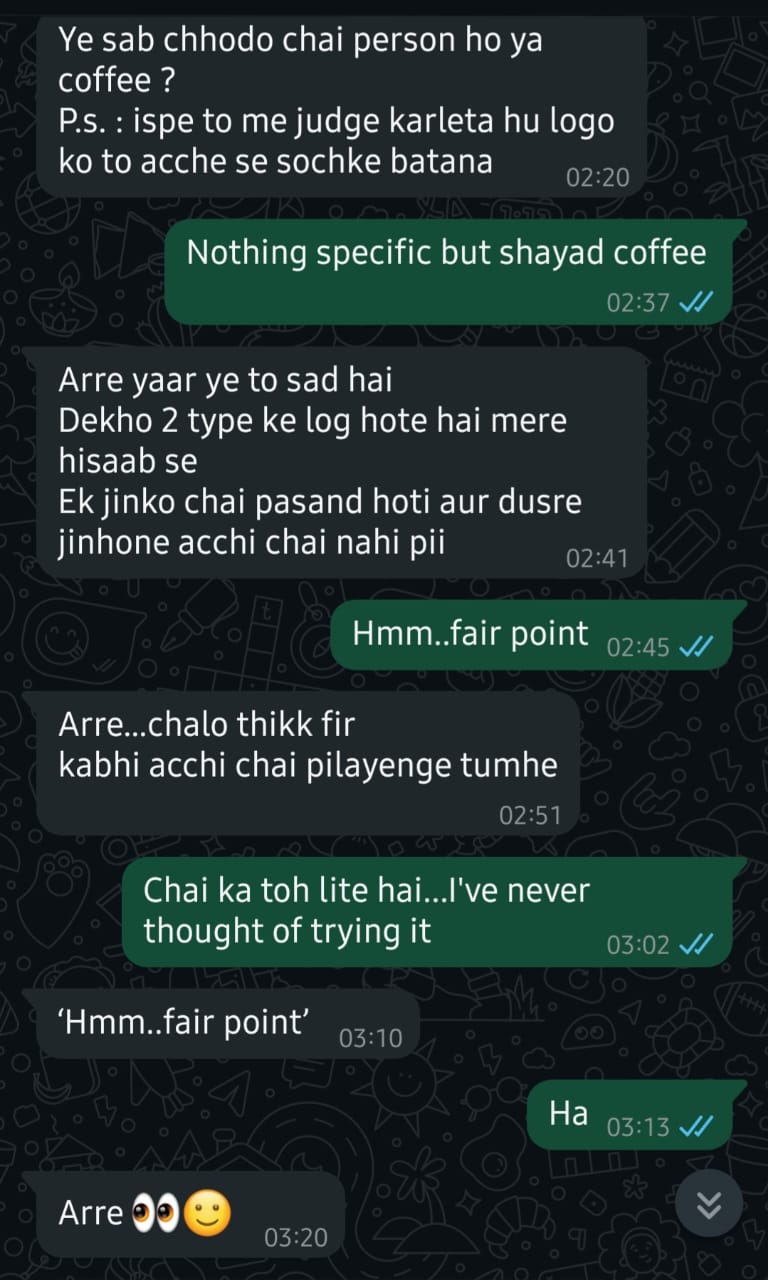 Ye sab chhodo chai person ho ya
coffee ?
P.s. : ispe to me judge karleta hu logo
ko to acche se sochke batana
02:20
Nothing specific but shayad coffee
02:37
Arre yaar ye to sad hai
Dekho 2 type ke log hote hai mere
hisaab se
Ek jinko chai pasand hoti aur dusre
jinhone acchi chai nahi pii
02:41
Hmm..fair point 02:45
Arre...chalo thikk fir
kabhi acchi chai pilayenge tumhe
02:51
Chai ka toh lite hai...I've never
thought of trying it
03:02
‘Hmm..fair point’ 03:10
Ha 03:13
Arre 👀🙂 03:20